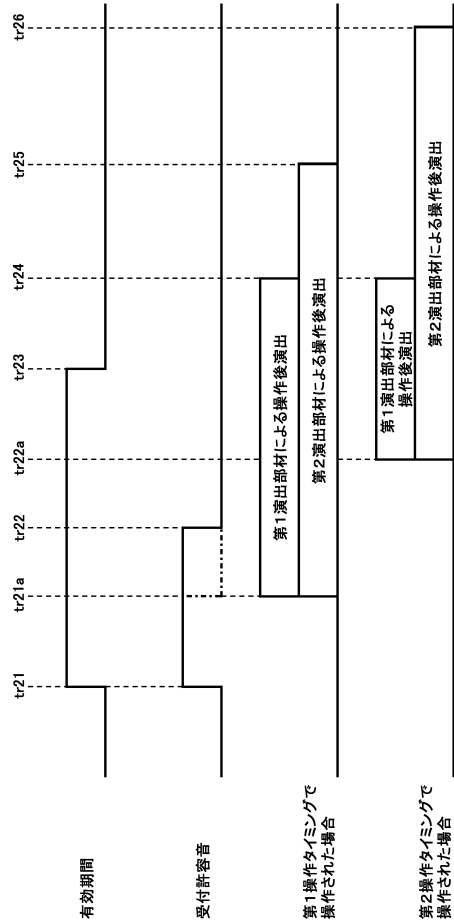 tr21
tr21a
tr22
tr22a
tr23
tr24
tr25
tr26
有効期間
受付許容音
第1操作タイミングで
操作された場合
第1演出部材による操作後演出
第2演出部材による操作後演出
第2操作タイミングで
操作された場合
第1演出部材による
操作後演出
第2演出部材による操作後演出